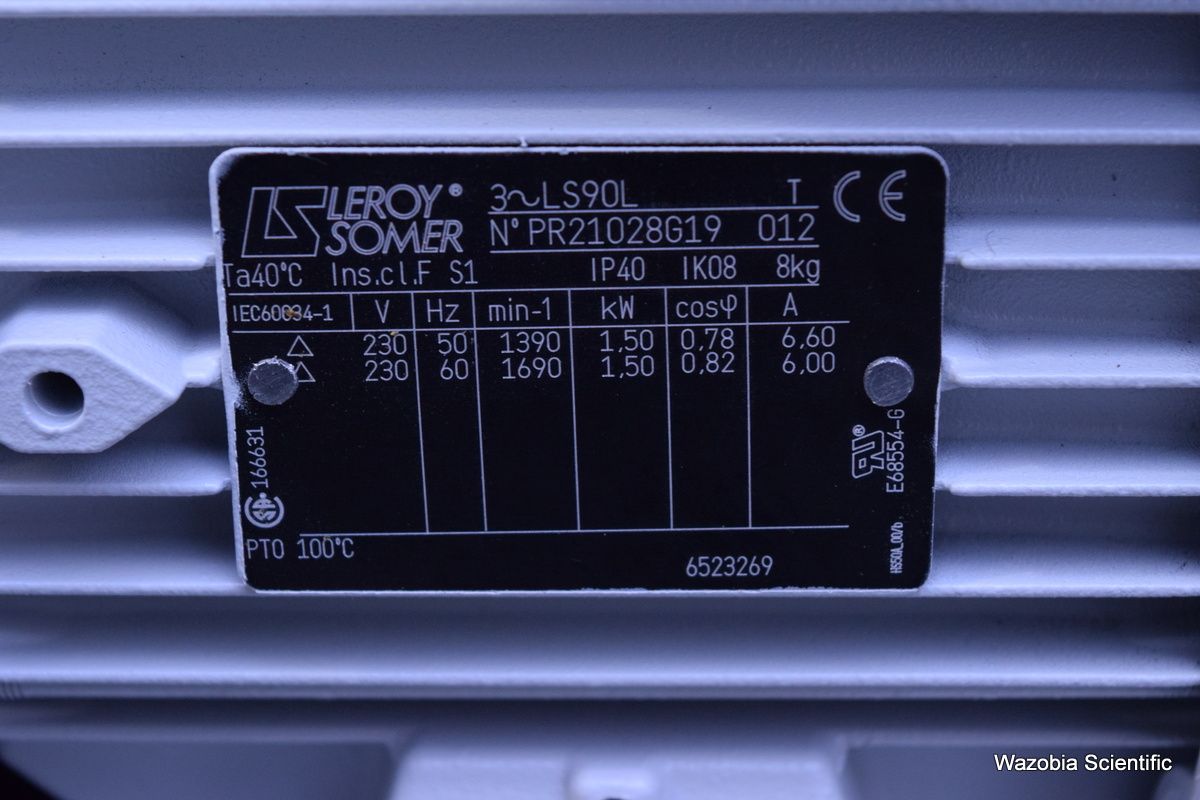 LEROY®
SOMER
3~LS90L T CE
N°PR21028G19 012
Ta40°C Ins.cl.F S1 IP40 IK08 8kg
IEC60034-1 V Hz min-1 kW cosφ A
△ 230 50 1390 1,50 0,78 6,60
△ 230 60 1690 1,50 0,82 6,00
166631
E68554-G
HS50A_00/b
PTO 100°C
6523269
Wazobia Scientific